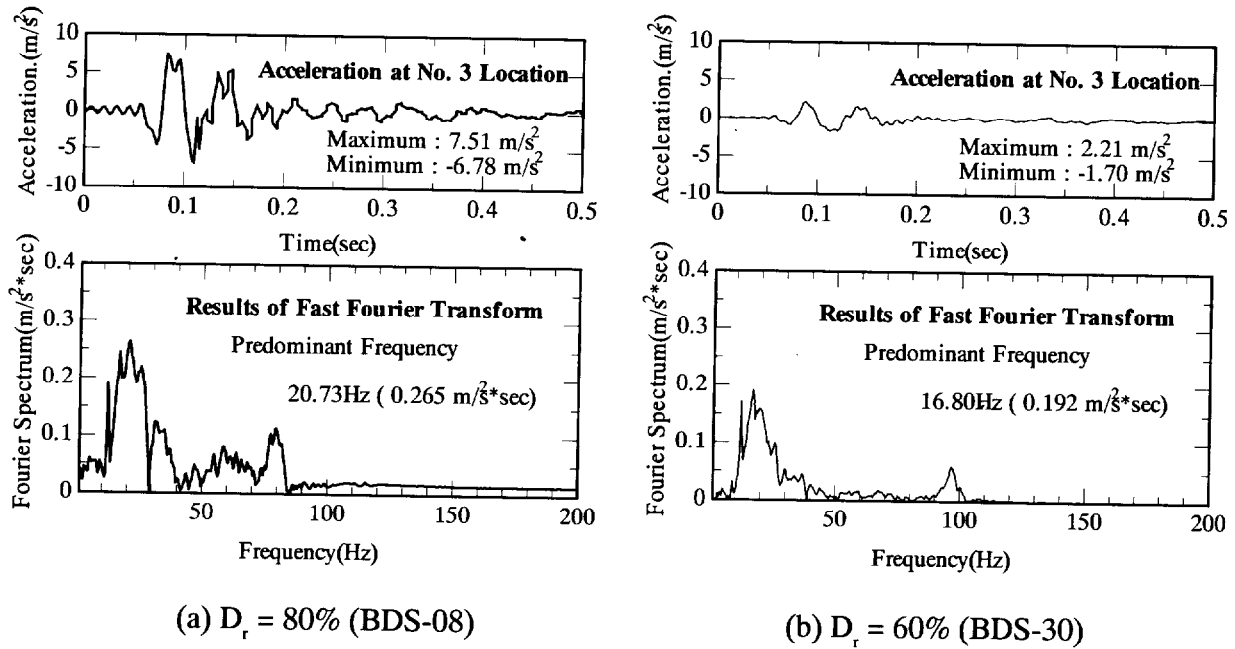 10
5
0
-5
-10
Acceleration.(m/s²)
Acceleration at No. 3 Location
Maximum : 7.51 m/s²
Minimum : -6.78 m/s²
0 0.1 0.2 0.3 0.4 0.5
Time(sec)
0.4
0.3
0.2
0.1
0
Fourier Spectrum(m/s²*sec)
Results of Fast Fourier Transform
Predominant Frequency
20.73Hz ( 0.265 m/s²*sec)
50 100 150 200
Frequency(Hz)
(a) Dr = 80% (BDS-08)
10
5
0
-5
-10
Acceleration.(m/s²)
Acceleration at No. 3 Location
Maximum : 2.21 m/s²
Minimum : -1.70 m/s²
0 0.1 0.2 0.3 0.4 0.5
Time(sec)
0.4
0.3
0.2
0.1
0
Fourier Spectrum(m/s²*sec)
Results of Fast Fourier Transform
Predominant Frequency
16.80Hz ( 0.192 m/s²*sec)
50 100 150 200
Frequency(Hz)
(b) Dr = 60% (BDS-30)